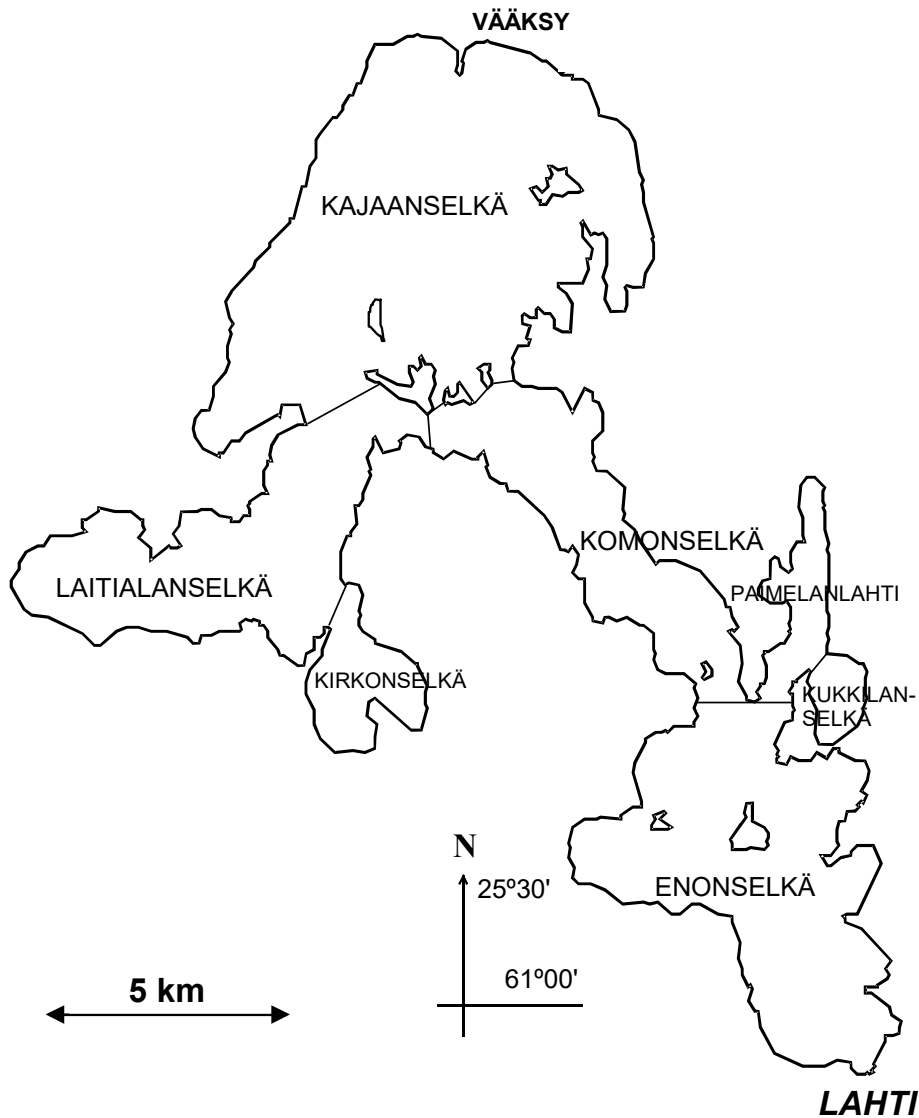 VÄÄKSY
KAJAANSELKÄ
KOMONSELKÄ
LAITIALANSELKÄ
PAIMELANLAHTI
KIRKONSELKÄ
KUKKILAN-
SELKÄ
N
25º30'
ENONSELKÄ
61º00'
5 km
LAHTI